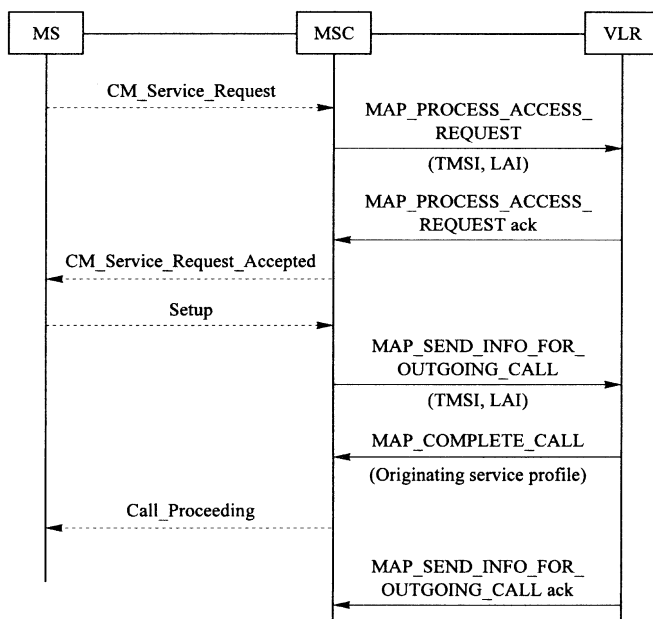 MS
MSC
VLR
CM_Service_Request
MAP_PROCESS_ACCESS_
REQUEST
(TMSI, LAI)
MAP_PROCESS_ACCESS_
REQUEST ack
CM_Service_Request_Accepted
Setup
MAP_SEND_INFO_FOR_
OUTGOING_CALL
(TMSI, LAI)
MAP_COMPLETE_CALL
(Originating service profile)
Call_Proceeding
MAP_SEND_INFO_FOR_
OUTGOING_CALL ack